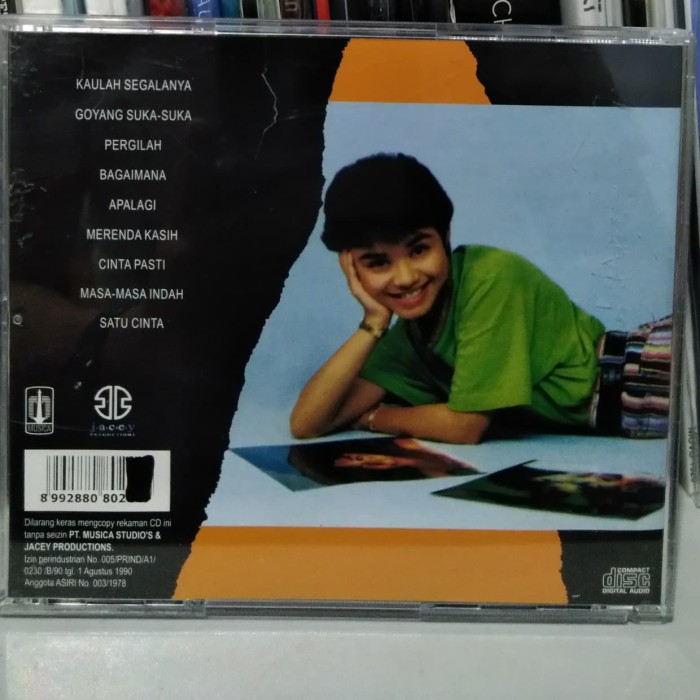 KAULAH SEGALANYA
GOYANG SUKA-SUKA
PERGILAH
BAGAIMANA
APALAGI
MERENDA KASIH
CINTA PASTI
MASA-MASA INDAH
SATU CINTA
MUSICA
jaccy
PRODUCTIONS
8 992880 802
Dilarang keras mengcopy rekaman CD ini
tanpa seizin PT. MUSICA STUDIO'S &
JACEY PRODUCTIONS.
Izin perindustrian No. 005/PRIND/A1/
0230 /B/90 tgl. 1 Agustus 1990
Anggota ASIRI No. 003/1978
COMPACT
disc
DIGITAL AUDIO